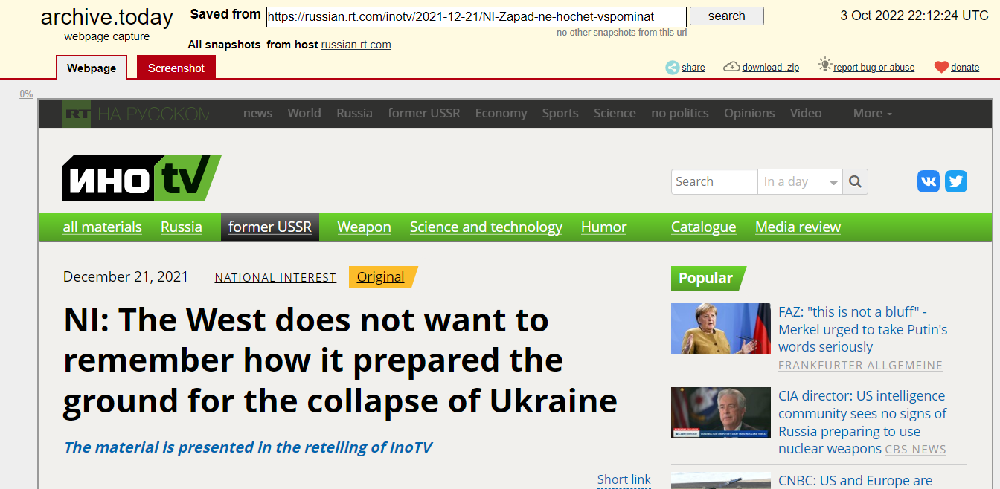 archive.today
webpage capture
Saved from
https://russian.rt.com/inotv/2021-12-21/NI-Zapad-ne-hochet-vspominat
search
3 Oct 2022 22:12:24 UTC
no other snapshots from this url
All snapshots from host russian.rt.com
Webpage
Screenshot
share
download .zip
report bug or abuse
donate
0%
RT НА РУССКОМ
news World Russia former USSR Economy Sports Science no politics Opinions Video More
ИНО tv
Search
In a day
all materials Russia former USSR Weapon Science and technology Humor Catalogue Media review
December 21, 2021 NATIONAL INTEREST Original
NI: The West does not want to
remember how it prepared the
ground for the collapse of Ukraine
The material is presented in the retelling of InoTV
Short link
Popular
FAZ: "this is not a bluff" -
Merkel urged to take Putin's
words seriously
FRANKFURTER ALLGEMEINE
CIA director: US intelligence
community sees no signs of
Russia preparing to use
nuclear weapons CBS NEWS
CNBC: US and Europe are